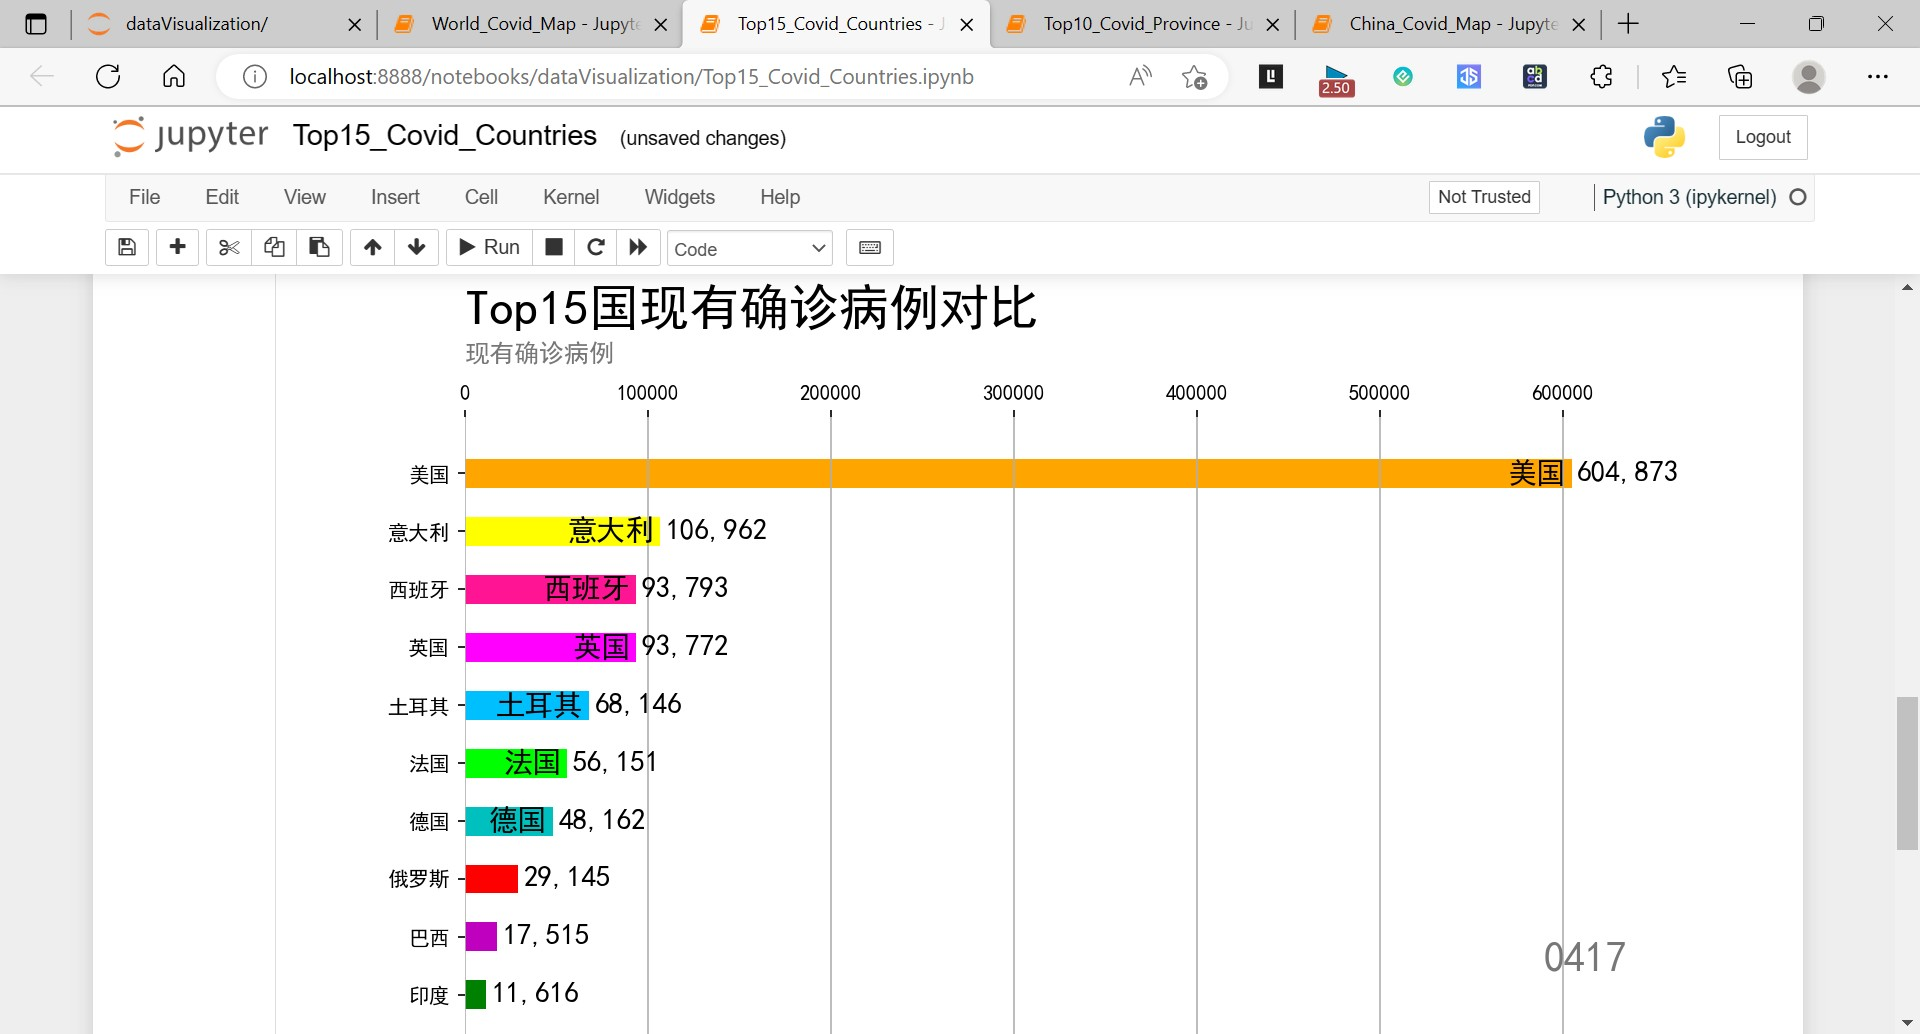 dataVisualization/
World_Covid_Map - Jupyte
Top15_Covid_Countries - J
Top10_Covid_Province - Ju
China_Covid_Map - Jupyte
localhost:8888/notebooks/dataVisualization/Top15_Covid_Countries.ipynb
2.50
jupyter Top15_Covid_Countries (unsaved changes)
Logout
File Edit View Insert Cell Kernel Widgets Help
Not Trusted
Python 3 (ipykernel)
Run
Code
Top15国现有确诊病例对比
现有确诊病例
0 100000 200000 300000 400000 500000 600000
美国 美国 604,873
意大利 意大利 106,962
西班牙 西班牙 93,793
英国 英国 93,772
土耳其 土耳其 68,146
法国 法国 56,151
德国 德国 48,162
俄罗斯 29,145
巴西 17,515
0417
印度 11,616